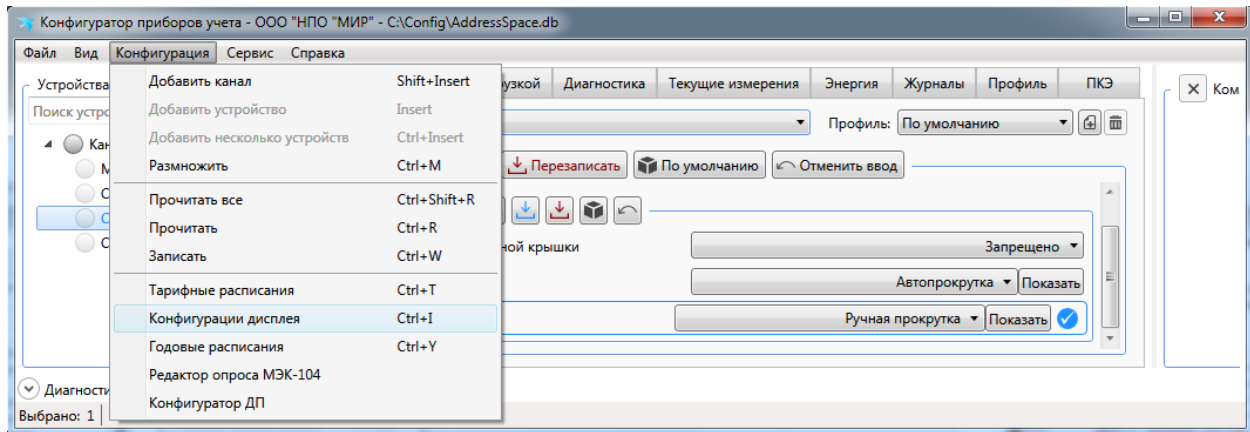 Конфигуратор приборов учета - ООО "НПО "МИР" - C:\Config\AddressSpace.db
Файл Вид Конфигурация Сервис Справка
Устройства
Поиск устро
Кан
М
С
С
С
Добавить канал Shift+Insert
Добавить устройство Insert
Добавить несколько устройств Ctrl+Insert
Размножить Ctrl+M
Прочитать все Ctrl+Shift+R
Прочитать Ctrl+R
Записать Ctrl+W
Тарифные расписания Ctrl+T
Конфигурации дисплея Ctrl+I
Годовые расписания Ctrl+Y
Редактор опроса МЭК-104
Конфигуратор ДП
узкой Диагностика Текущие измерения Энергия Журналы Профиль ПКЭ
Профиль: По умолчанию
Перезаписать По умолчанию Отменить ввод
ной крышки Запрещено
Автопрокрутка Показать
Ручная прокрутка Показать
Ком
Диагности
Выбрано: 1